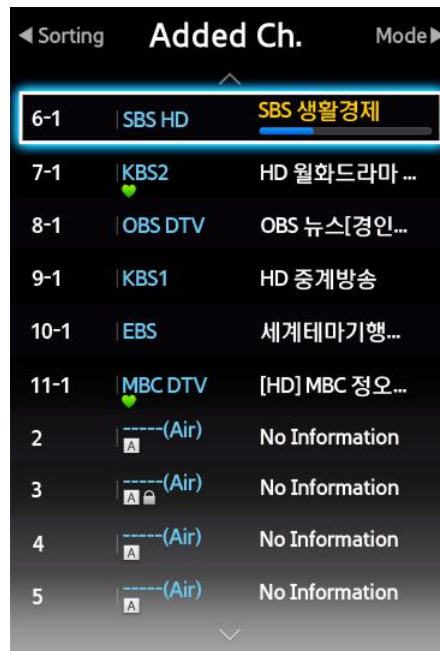 ◀ Sorting Added Ch. Mode ▶
6-1 SBS HD SBS 생활경제
7-1 KBS2 HD 월화드라마 ...
8-1 OBS DTV OBS 뉴스[경인...
9-1 KBS1 HD 중계방송
10-1 EBS 세계테마기행...
11-1 MBC DTV [HD] MBC 정오...
2 -----(Air) No Information
A
3 -----(Air) No Information
A
4 -----(Air) No Information
A
5 -----(Air) No Information
A